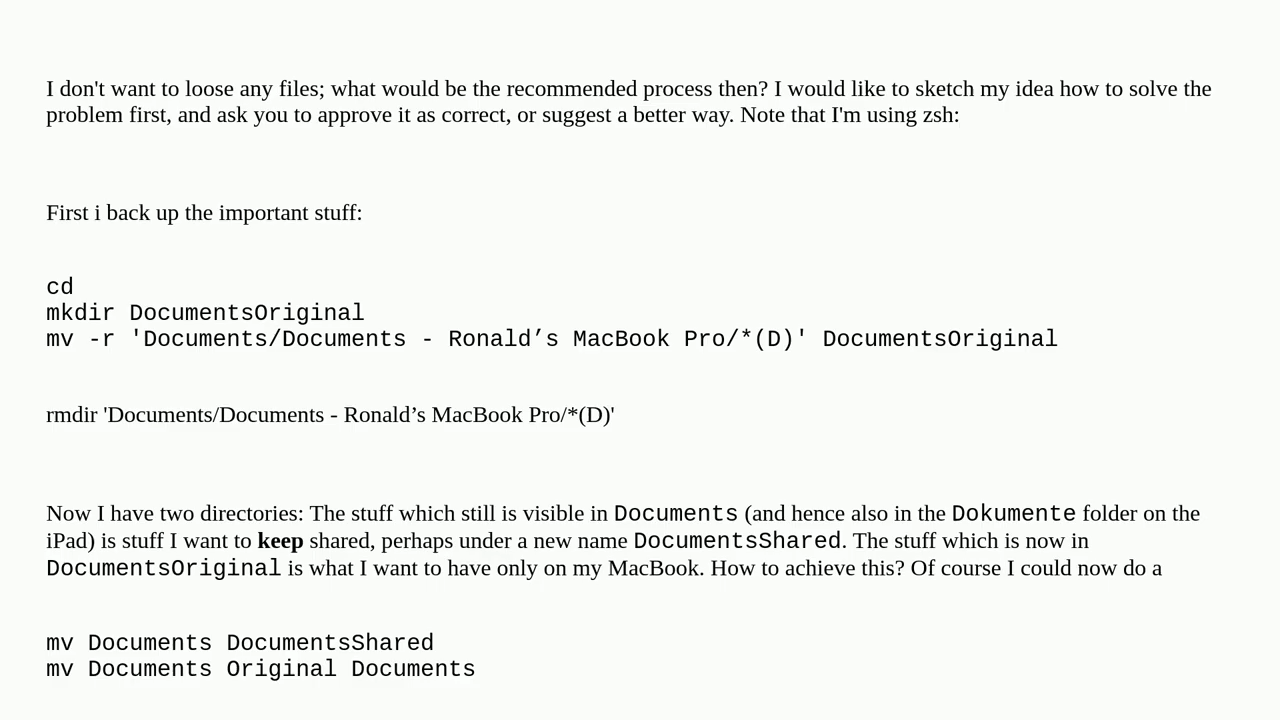 I don't want to loose any files; what would be the recommended process then? I would like to sketch my idea how to solve the
problem first, and ask you to approve it as correct, or suggest a better way. Note that I'm using zsh:
First i back up the important stuff:
cd
mkdir DocumentsOriginal
mv -r 'Documents/Documents - Ronald’s MacBook Pro/*(D)' DocumentsOriginal
rmdir 'Documents/Documents - Ronald’s MacBook Pro/*(D)'
Now I have two directories: The stuff which still is visible in Documents (and hence also in the Dokumente folder on the
iPad) is stuff I want to keep shared, perhaps under a new name DocumentsShared. The stuff which is now in
DocumentsOriginal is what I want to have only on my MacBook. How to achieve this? Of course I could now do a
mv Documents DocumentsShared
mv Documents Original Documents